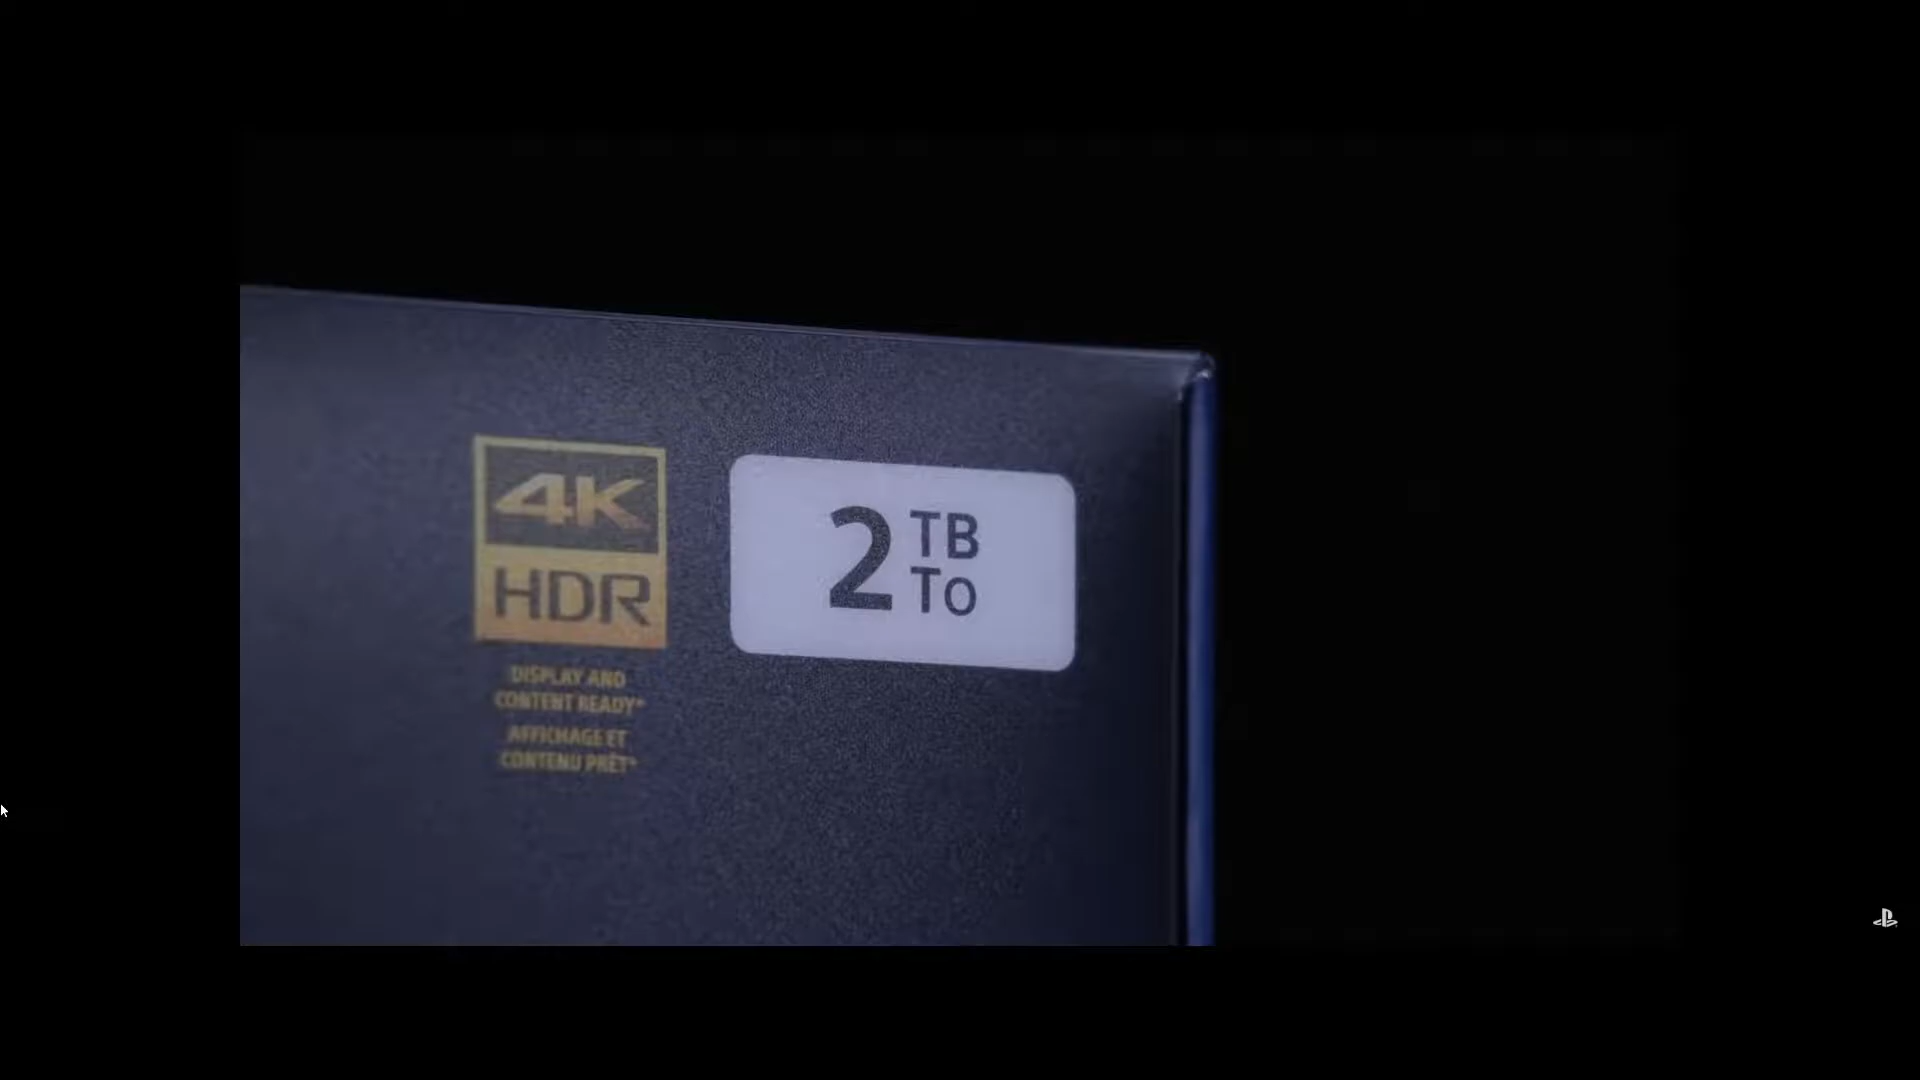 4K
HDR
DISPLAY AND
CONTENT READY*
AFFICHAGE ET
CONTENU PRÊT*
2 TB
To